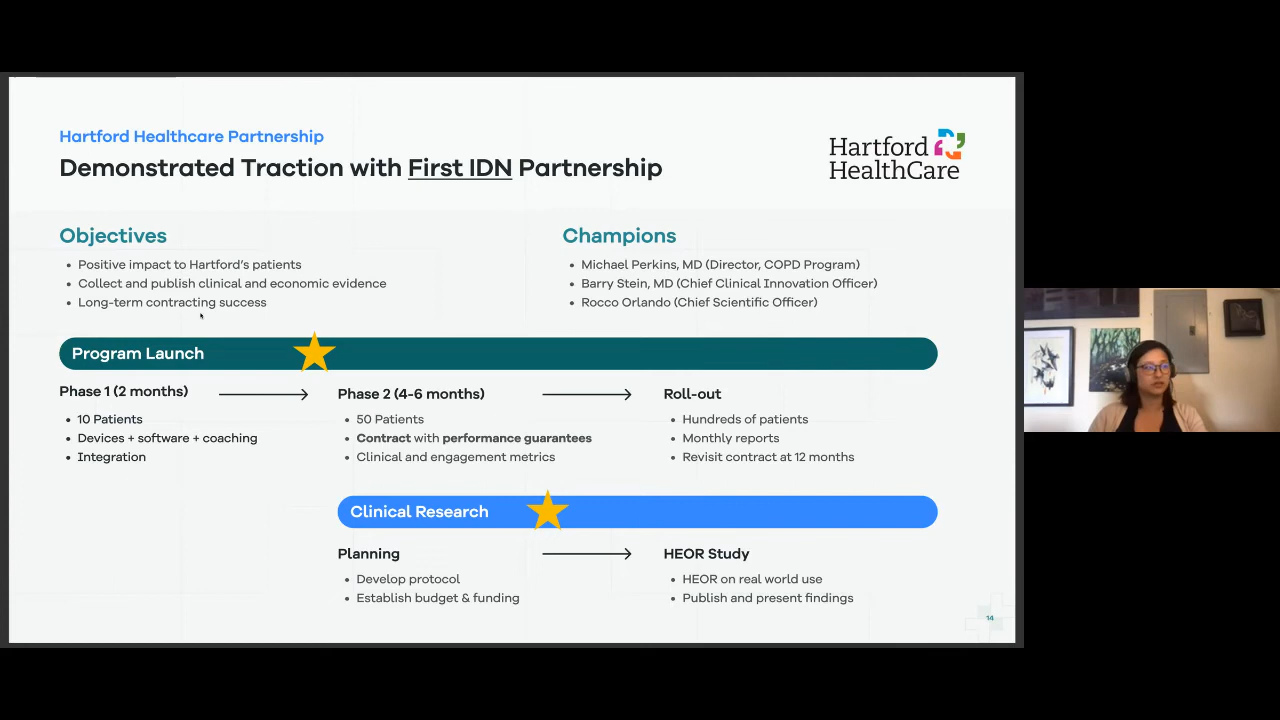 Hartford Healthcare Partnership
Demonstrated Traction with First IDN Partnership
Hartford
HealthCare
Objectives
• Positive impact to Hartford's patients
• Collect and publish clinical and economic evidence
• Long-term contracting success
Champions
• Michael Perkins, MD (Director, COPD Program)
• Barry Stein, MD (Chief Clinical Innovation Officer)
• Rocco Orlando (Chief Scientific Officer)
Program Launch
Phase 1 (2 months)
• 10 Patients
• Devices + software + coaching
• Integration
Phase 2 (4-6 months)
• 50 Patients
• Contract with performance guarantees
• Clinical and engagement metrics
Roll-out
• Hundreds of patients
• Monthly reports
• Revisit contract at 12 months
Clinical Research
Planning
• Develop protocol
• Establish budget & funding
HEOR Study
• HEOR on real world use
• Publish and present findings
14